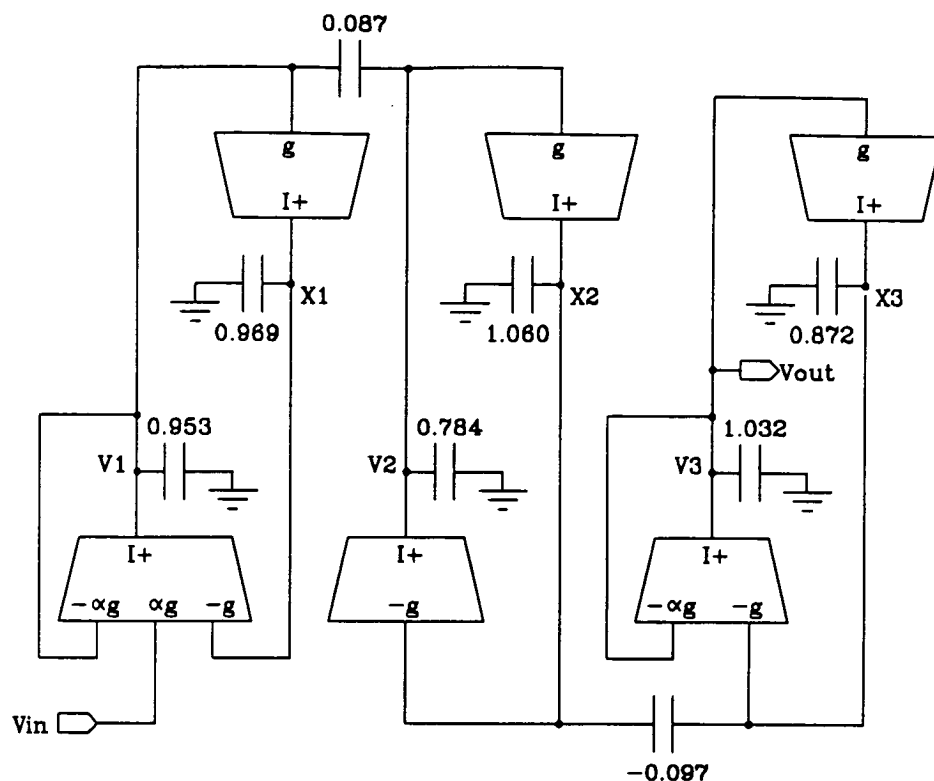 0.087
g
I+
g
I+
g
I+
X1
0.969
X2
1.060
X3
0.872
Vout
0.953
V1
0.784
V2
1.032
V3
I+
−αg αg −g
I+
−g
I+
−αg −g
Vin
−0.097